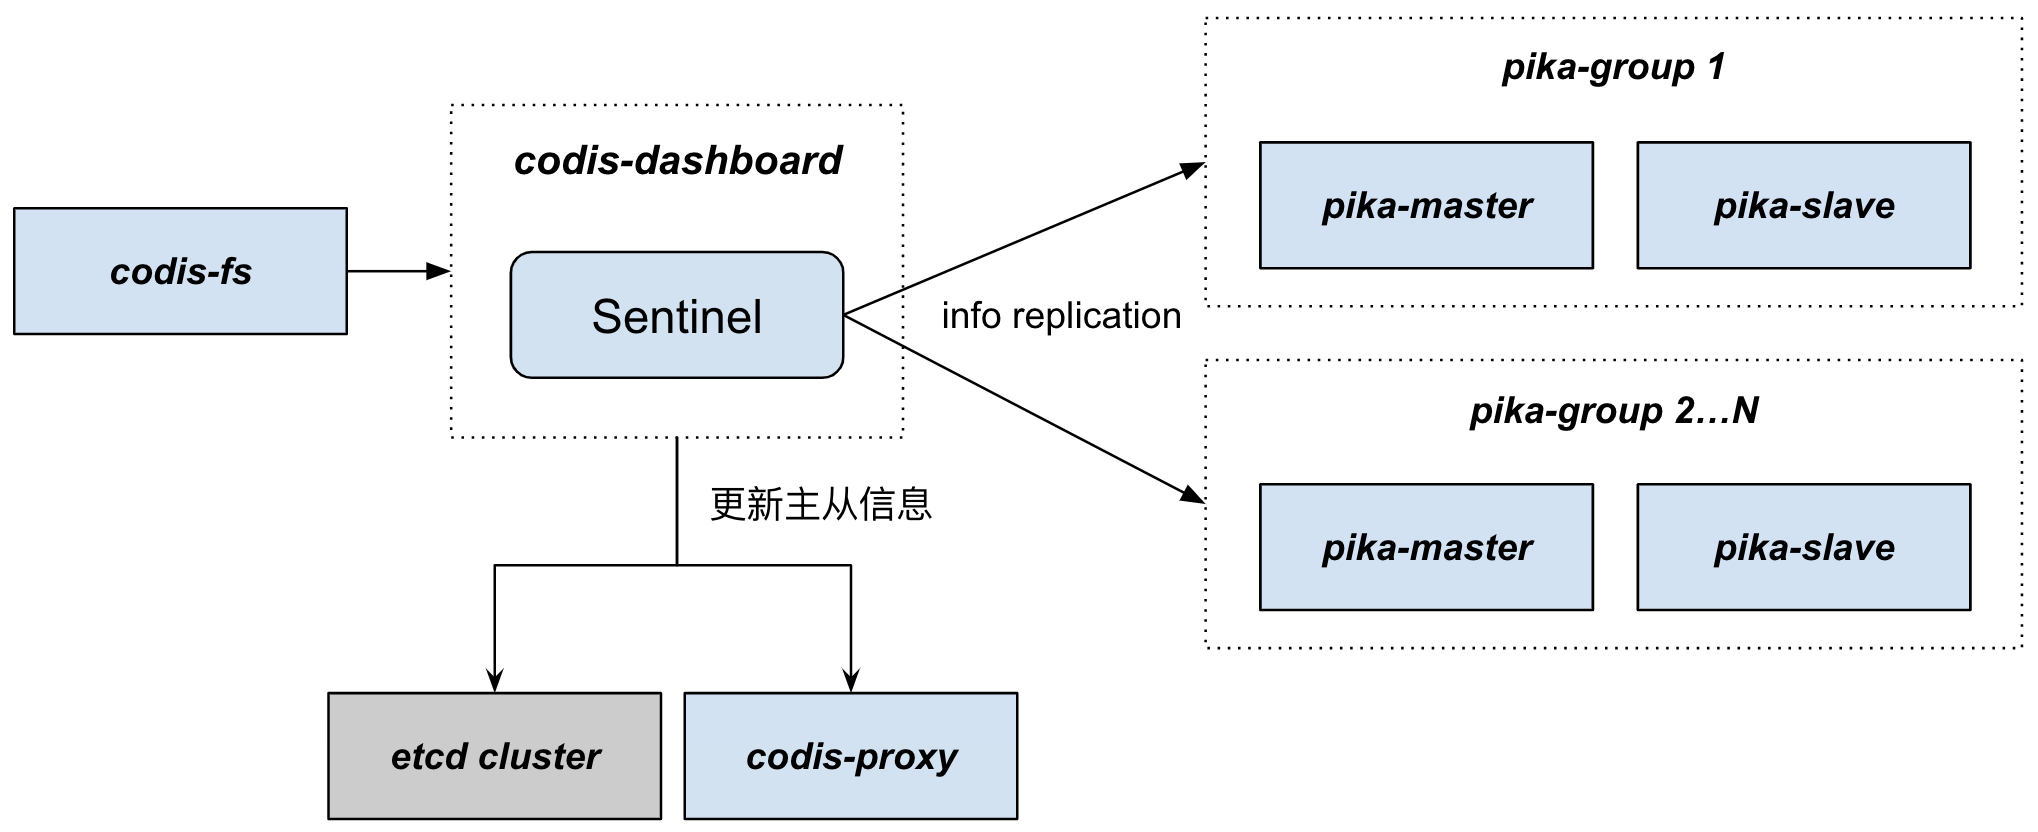 pika-group 1
codis-dashboard
pika-master
pika-slave
codis-fs
Sentinel
info replication
pika-group 2...N
更新主从信息
pika-master
pika-slave
etcd cluster
codis-proxy